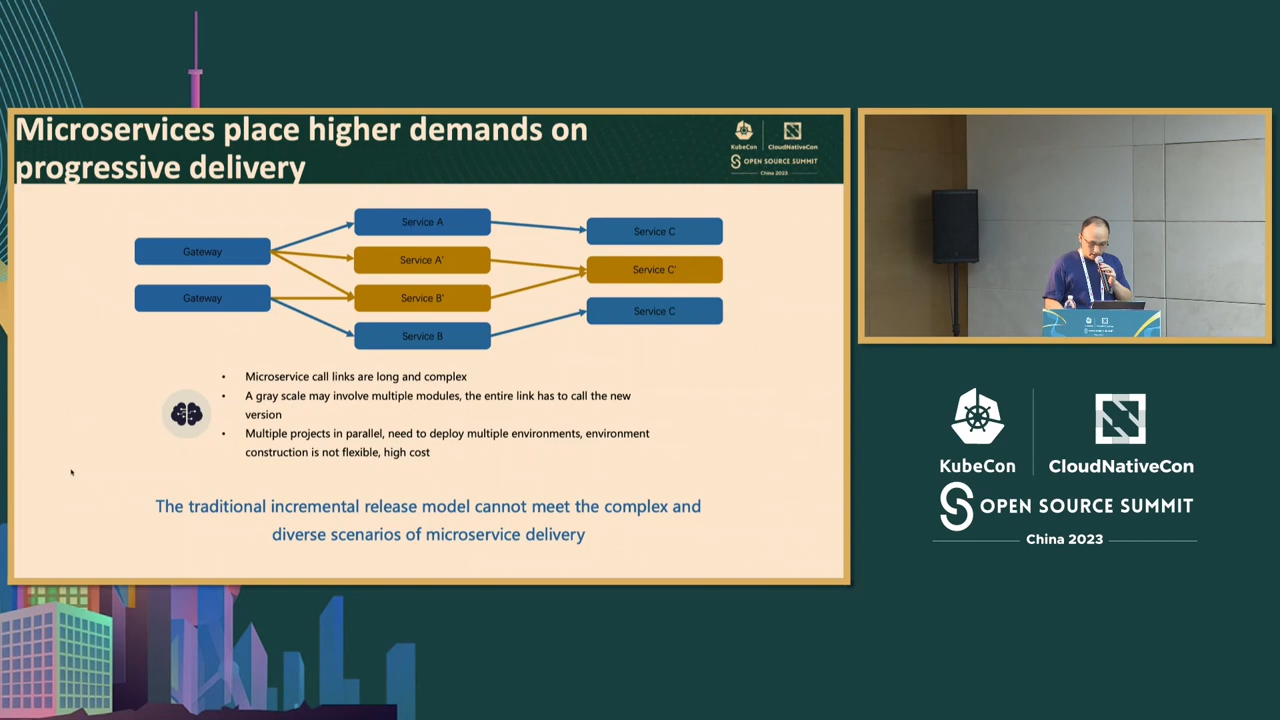 Microservices place higher demands on
progressive delivery
KubeCon
CloudNativeCon
OPEN SOURCE SUMMIT
China 2023
Gateway
Gateway
Service A
Service A'
Service B'
Service B
Service C
Service C'
Service C
• Microservice call links are long and complex
• A gray scale may involve multiple modules, the entire link has to call the new
version
• Multiple projects in parallel, need to deploy multiple environments, environment
construction is not flexible, high cost
The traditional incremental release model cannot meet the complex and
diverse scenarios of microservice delivery
KubeCon
CloudNativeCon
OPEN SOURCE SUMMIT
China 2023